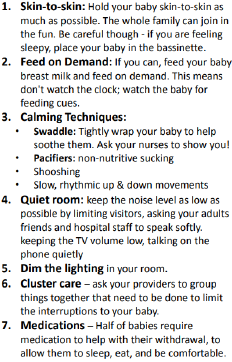 1. Skin-to-skin: Hold your baby skin-to-skin as
much as possible. The whole family can join in
the fun. Be careful though - if you are feeling
sleepy, place your baby in the bassinette.
2. Feed on Demand: If you can, feed your baby
breast milk and feed on demand. This means
don't watch the clock; watch the baby for
feeding cues.
3. Calming Techniques:
• Swaddle: Tightly wrap your baby to help
soothe them. Ask your nurses to show you!
• Pacifiers: non-nutritive sucking
• Shooshing
• Slow, rhythmic up & down movements
4. Quiet room: keep the noise level as low as
possible by limiting visitors, asking your adults
friends and hospital staff to speak softly.
keeping the TV volume low, talking on the
phone quietly
5. Dim the lighting in your room.
6. Cluster care – ask your providers to group
things together that need to be done to limit
the interruptions to your baby.
7. Medications – Half of babies require
medication to help with their withdrawal, to
allow them to sleep, eat, and be comfortable.